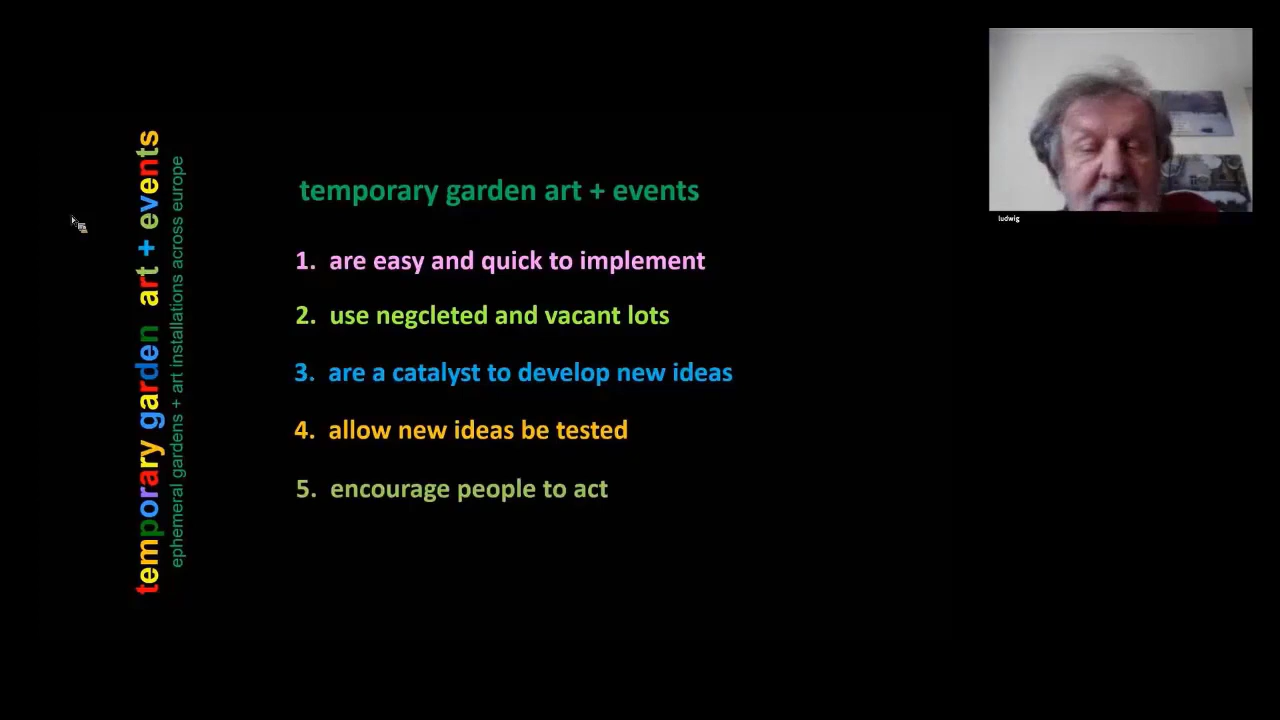 temporary garden art + events
ephemeral gardens + art installations across europe
temporary garden art + events
1. are easy and quick to implement
2. use negcleted and vacant lots
3. are a catalyst to develop new ideas
4. allow new ideas be tested
5. encourage people to act
ludwig